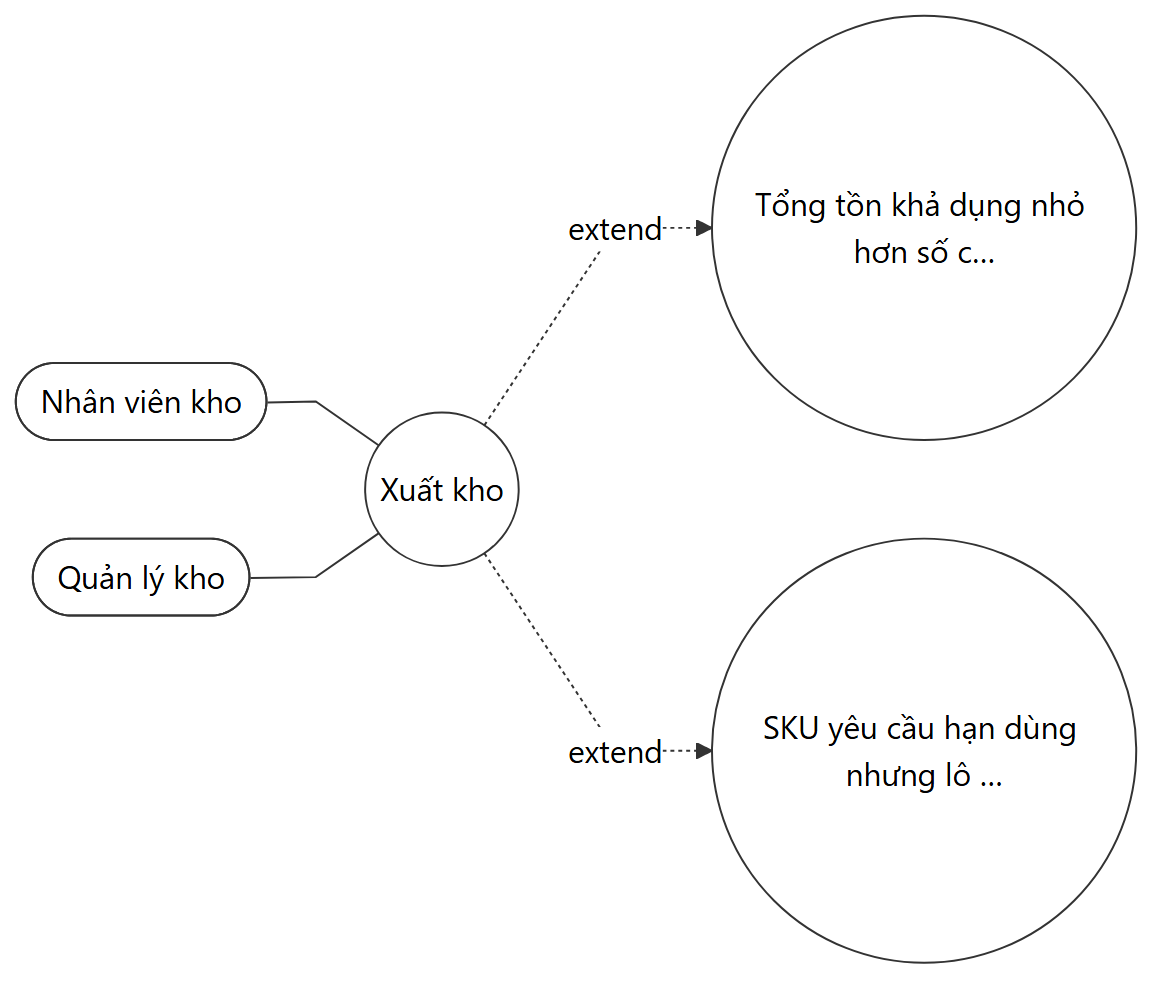 Tổng tồn khả dụng nhỏ
hơn số c...
extend
Nhân viên kho
Xuất kho
Quản lý kho
SKU yêu cầu hạn dùng
nhưng lô ...
extend